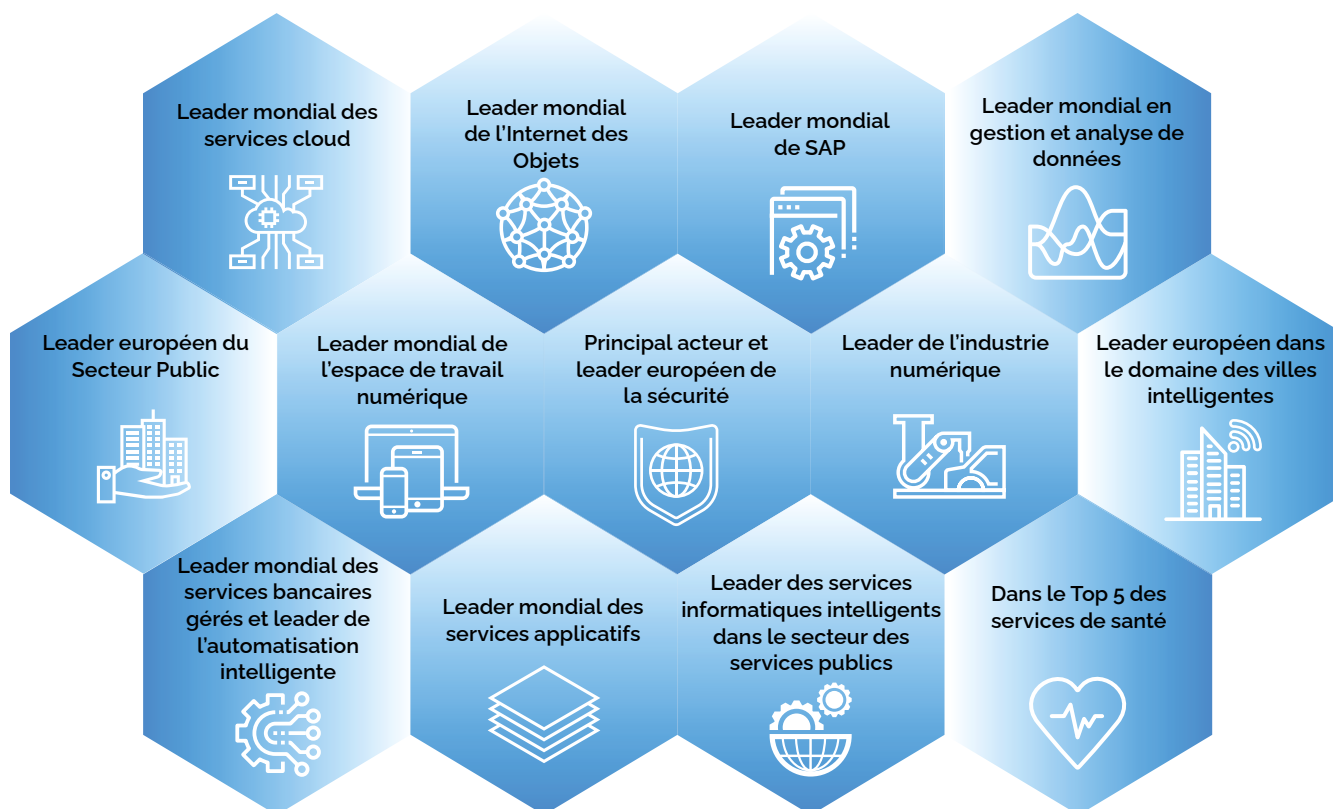 Leader mondial des
services cloud
Leader mondial
de l'Internet des
Objets
Leader mondial
de SAP
Leader mondial en
gestion et analyse de
données
Leader européen du
Secteur Public
Leader mondial de
l'espace de travail
numérique
Principal acteur et
leader européen de
la sécurité
Leader de l'industrie
numérique
Leader européen dans
le domaine des villes
intelligentes
Leader mondial des
services bancaires
gérés et leader de
l'automatisation
intelligente
Leader mondial des
services applicatifs
Leader des services
informatiques intelligents
dans le secteur des
services publics
Dans le Top 5 des
services de santé